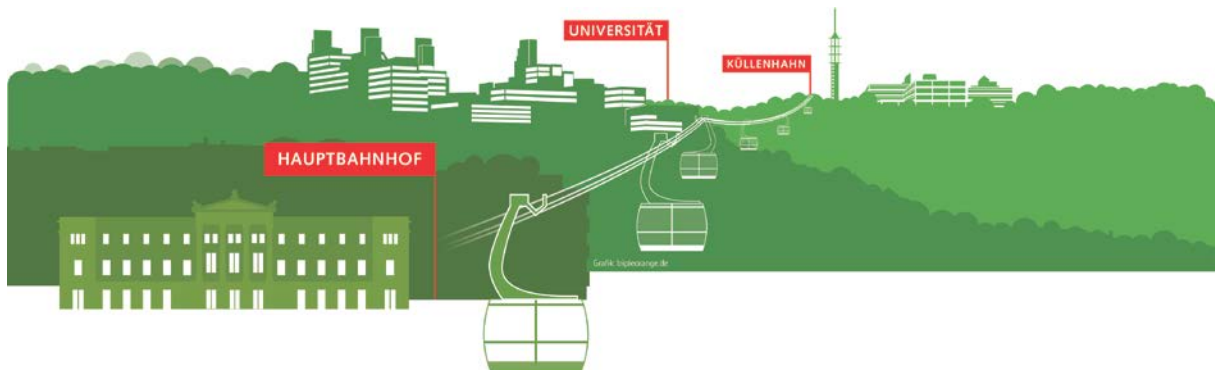 UNIVERSITÄT
KÜLLENHAHN
HAUPTBAHNHOF
Grafik: tripleorange.de